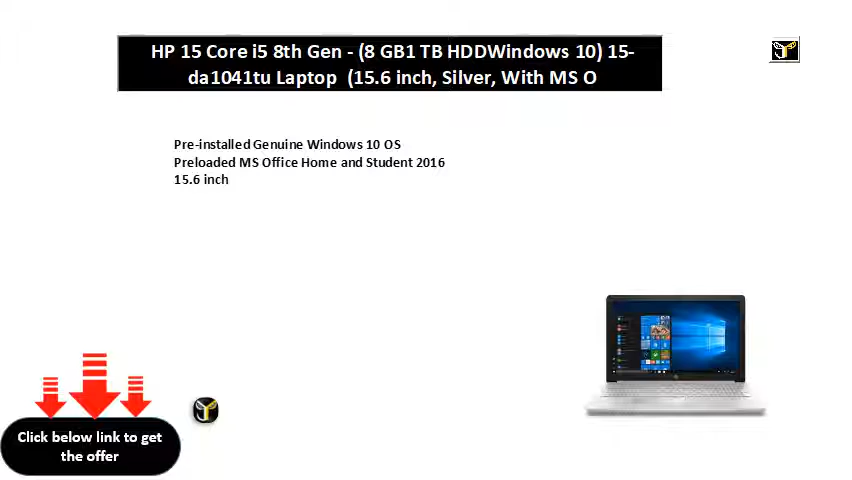 HP 15 Core i5 8th Gen - (8 GB1 TB HDDWindows 10) 15-
da1041tu Laptop (15.6 inch, Silver, With MS O
Pre-installed Genuine Windows 10 OS
Preloaded MS Office Home and Student 2016
15.6 inch
Click below link to get
the offer